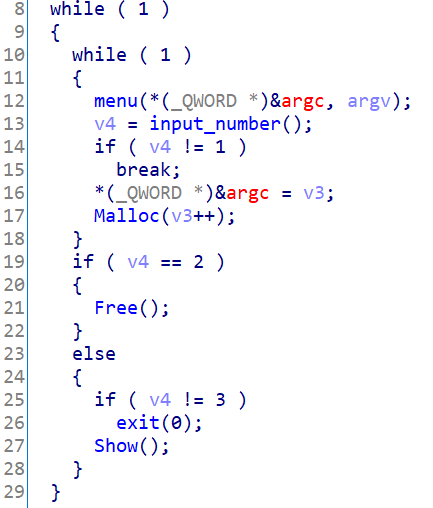 8 while ( 1 )
9 {
10 while ( 1 )
11 {
12 menu(*(_QWORD *)&argc, argv);
13 v4 = input_number();
14 if ( v4 != 1 )
15 break;
16 *(_QWORD *)&argc = v3;
17 Malloc(v3++);
18 }
19 if ( v4 == 2 )
20 {
21 Free();
22 }
23 else
24 {
25 if ( v4 != 3 )
26 exit(0);
27 Show();
28 }
29 }